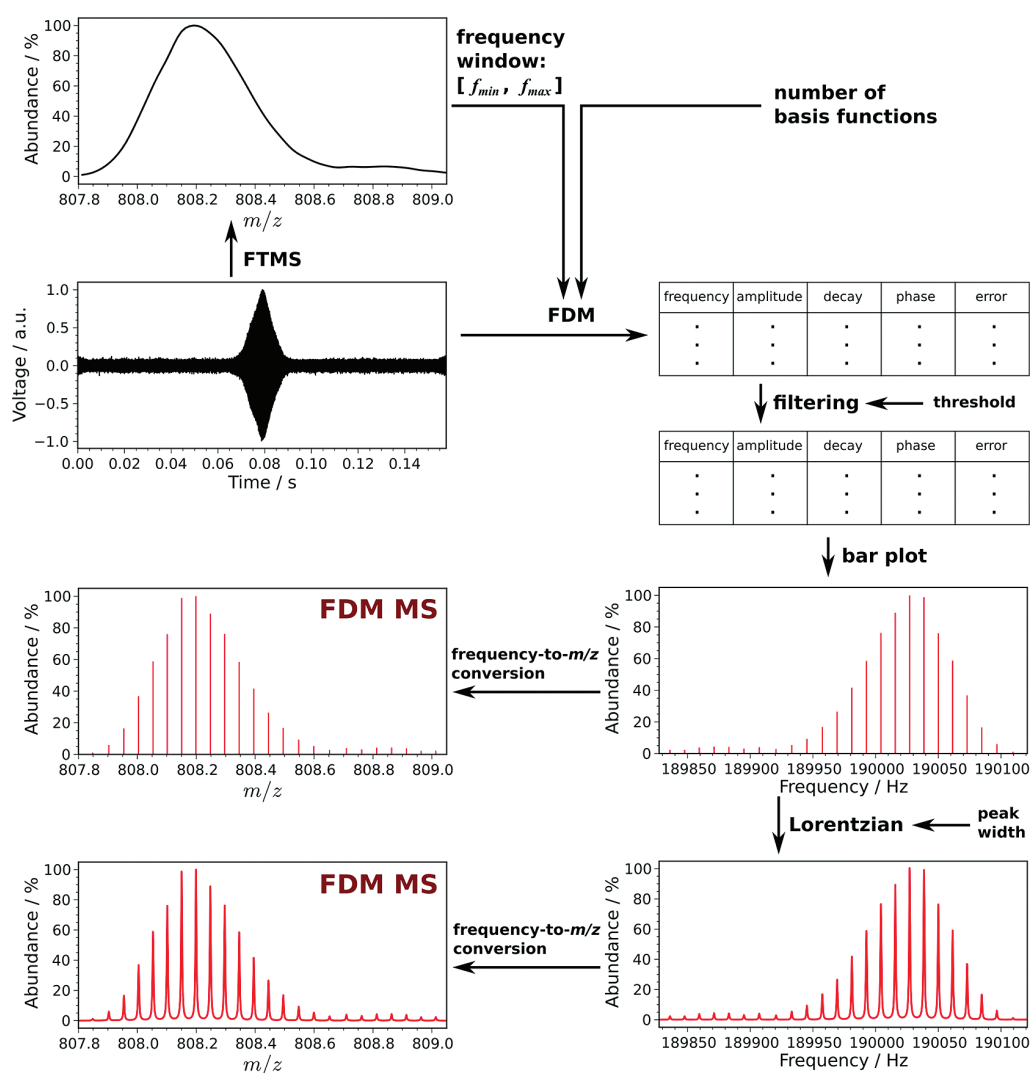 100
80
60
40
20
0
Abundance / %
807.8 808.0 808.2 808.4 808.6 808.8 809.0
m/z
frequency
window:
[ fmin , fmax ]
number of
basis functions
FTMS
1.0
0.5
0.0
−0.5
−1.0
Voltage / a.u.
0.00 0.02 0.04 0.06 0.08 0.10 0.12 0.14
Time / s
FDM
frequency amplitude decay phase error
filtering
threshold
frequency amplitude decay phase error
bar plot
FDM MS
100
80
60
40
20
0
Abundance / %
807.8 808.0 808.2 808.4 808.6 808.8 809.0
m/z
frequency-to-m/z
conversion
100
80
60
40
20
0
Abundance / %
189850 189900 189950 190000 190050 190100
Frequency / Hz
Lorentzian
peak
width
FDM MS
100
80
60
40
20
0
Abundance / %
807.8 808.0 808.2 808.4 808.6 808.8 809.0
m/z
frequency-to-m/z
conversion
100
80
60
40
20
0
Abundance / %
189850 189900 189950 190000 190050 190100
Frequency / Hz